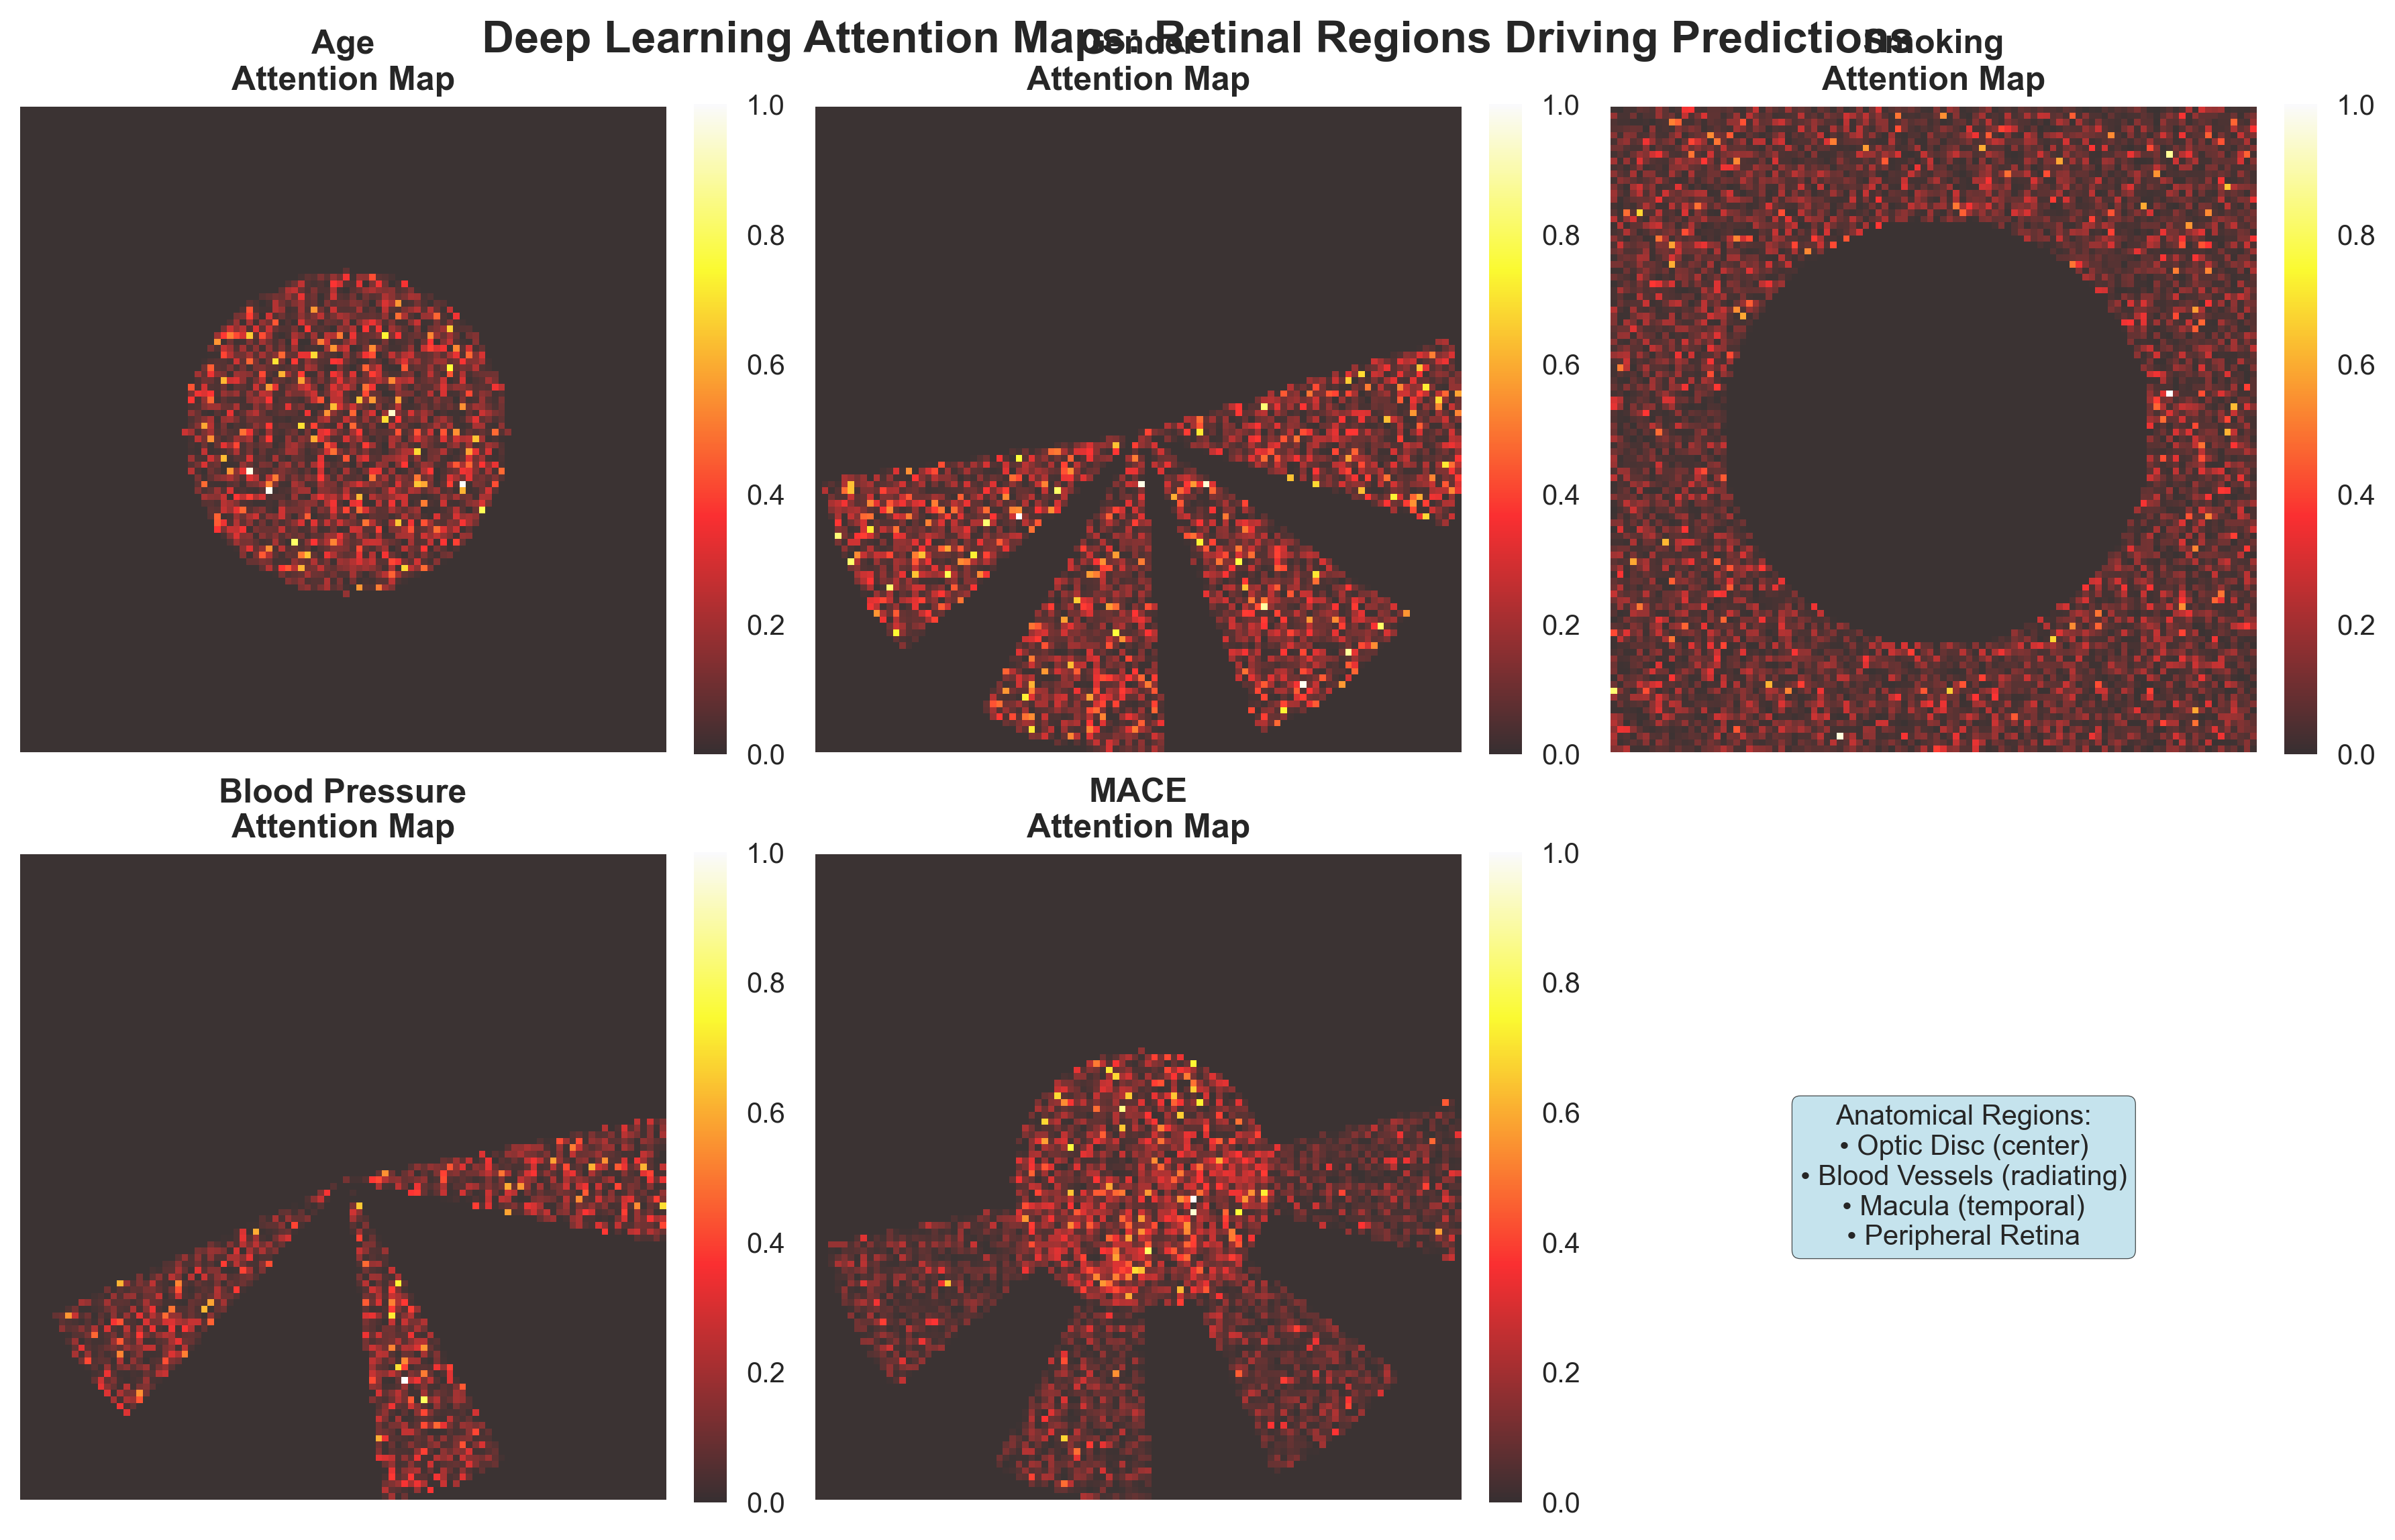 Deep Learning Attention Maps: Retinal Regions Driving Predictions
Age
Attention Map
Gender
Attention Map
Smoking
Attention Map
1.0
0.8
0.6
0.4
0.2
0.0
1.0
0.8
0.6
0.4
0.2
0.0
1.0
0.8
0.6
0.4
0.2
0.0
Blood Pressure
Attention Map
MACE
Attention Map
1.0
0.8
0.6
0.4
0.2
0.0
1.0
0.8
0.6
0.4
0.2
0.0
Anatomical Regions:
• Optic Disc (center)
• Blood Vessels (radiating)
• Macula (temporal)
• Peripheral Retina